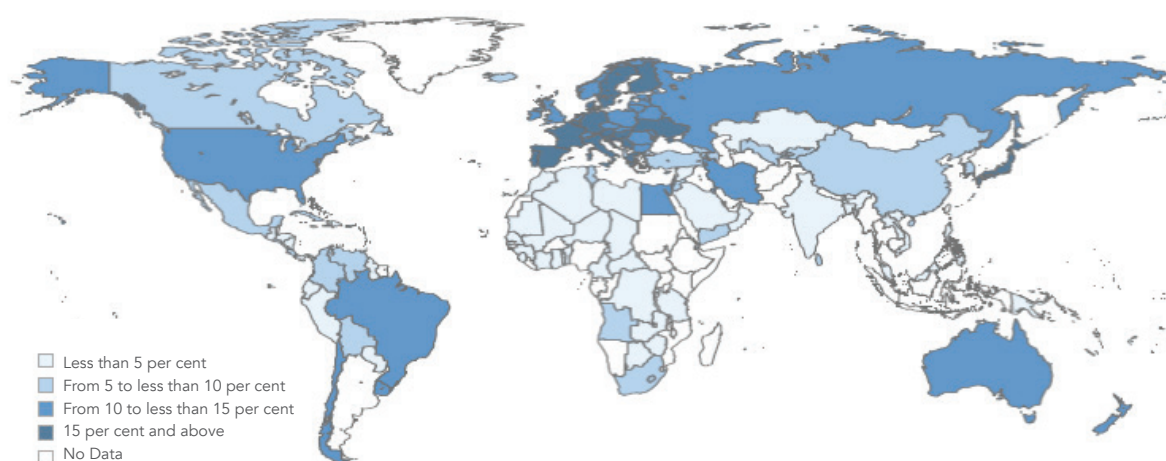 Less than 5 per cent
From 5 to less than 10 per cent
From 10 to less than 15 per cent
15 per cent and above
No Data